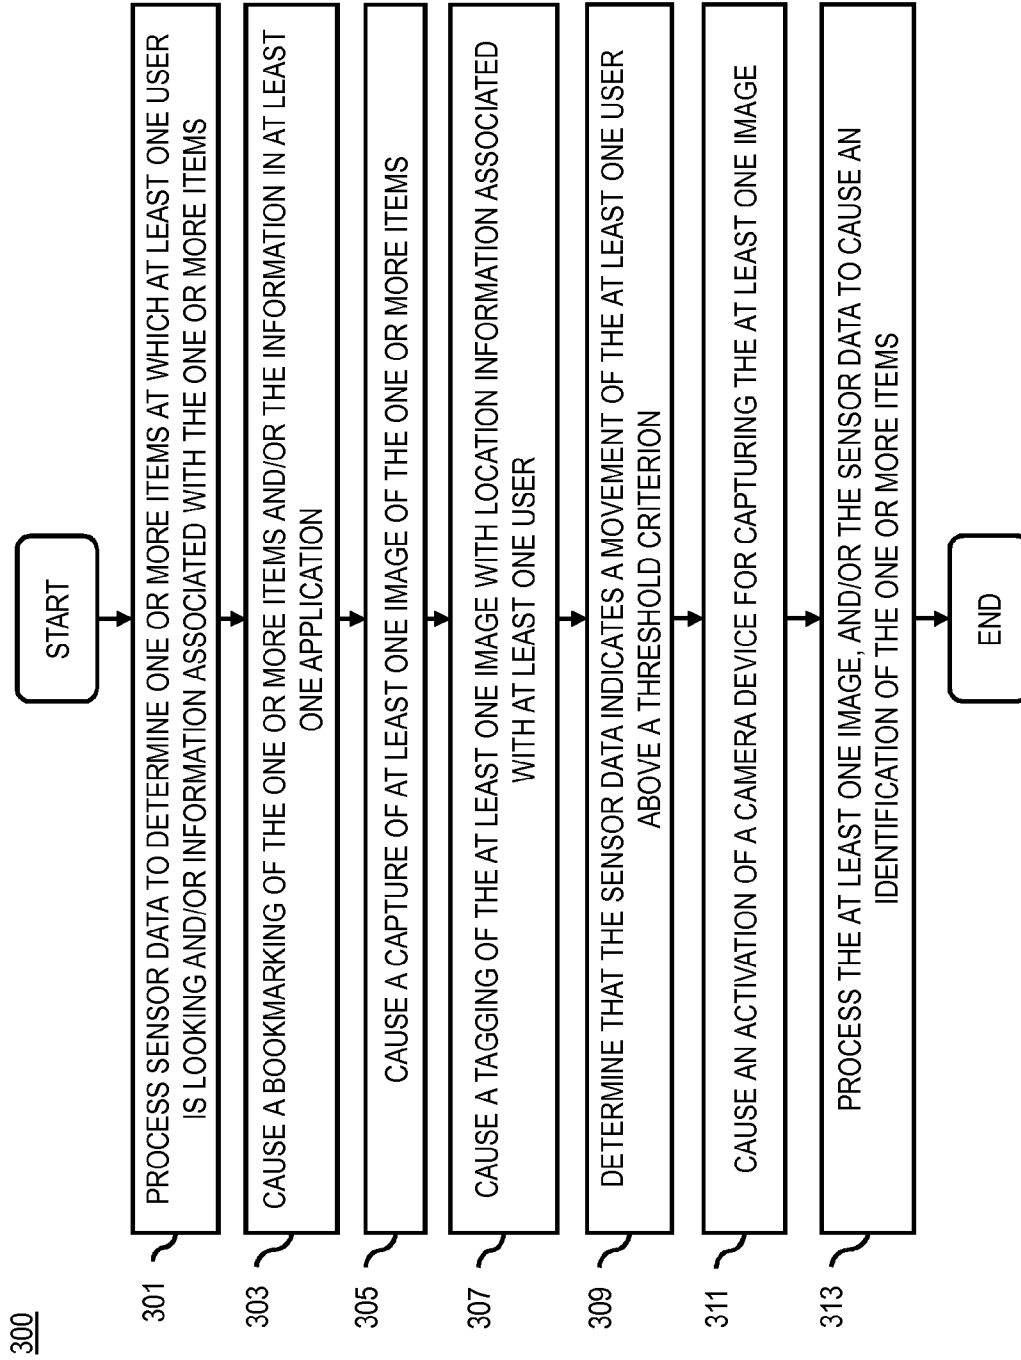 300
START
301
PROCESS SENSOR DATA TO DETERMINE ONE OR MORE ITEMS AT WHICH AT LEAST ONE USER
IS LOOKING AND/OR INFORMATION ASSOCIATED WITH THE ONE OR MORE ITEMS
303
CAUSE A BOOKMARKING OF THE ONE OR MORE ITEMS AND/OR THE INFORMATION IN AT LEAST
ONE APPLICATION
305
CAUSE A CAPTURE OF AT LEAST ONE IMAGE OF THE ONE OR MORE ITEMS
307
CAUSE A TAGGING OF THE AT LEAST ONE IMAGE WITH LOCATION INFORMATION ASSOCIATED
WITH AT LEAST ONE USER
309
DETERMINE THAT THE SENSOR DATA INDICATES A MOVEMENT OF THE AT LEAST ONE USER
ABOVE A THRESHOLD CRITERION
311
CAUSE AN ACTIVATION OF A CAMERA DEVICE FOR CAPTURING THE AT LEAST ONE IMAGE
313
PROCESS THE AT LEAST ONE IMAGE, AND/OR THE SENSOR DATA TO CAUSE AN
IDENTIFICATION OF THE ONE OR MORE ITEMS
END